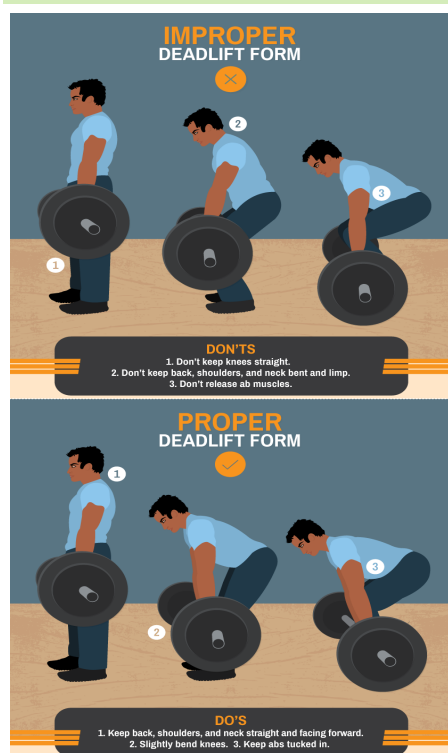 IMPROPER
DEADLIFT FORM
1
2
3
DON'TS
1. Don't keep knees straight.
2. Don't keep back, shoulders, and neck bent and limp.
3. Don't release ab muscles.
PROPER
DEADLIFT FORM
1
2
3
DO'S
1. Keep back, shoulders, and neck straight and facing forward.
2. Slightly bend knees. 3. Keep abs tucked in.